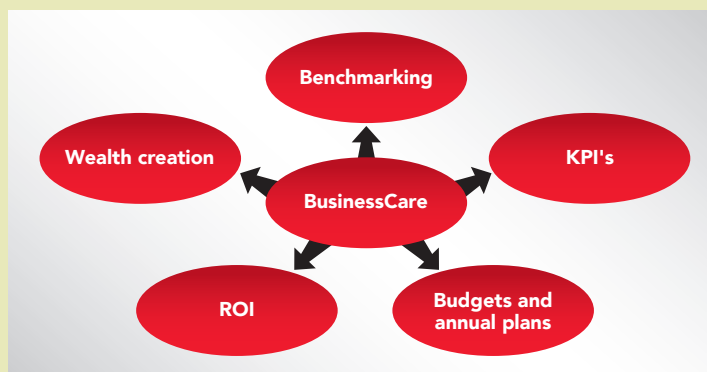 Benchmarking
Wealth creation
KPI's
BusinessCare
ROI
Budgets and
annual plans